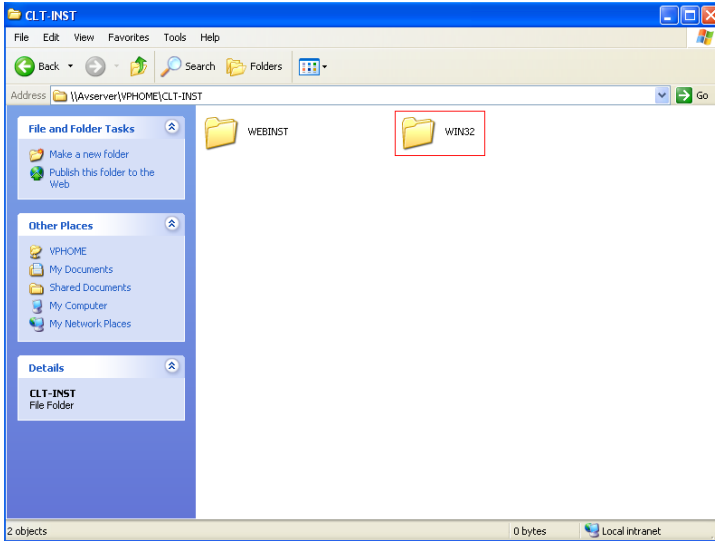 CLT-INST
File Edit View Favorites Tools Help
Back Search Folders
Address \\Avserver\VPHOME\CLT-INST Go
File and Folder Tasks
Make a new folder
Publish this folder to the
Web
Other Places
VPHOME
My Documents
Shared Documents
My Computer
My Network Places
Details
CLT-INST
File Folder
WEBINST
WIN32
2 objects 0 bytes Local intranet